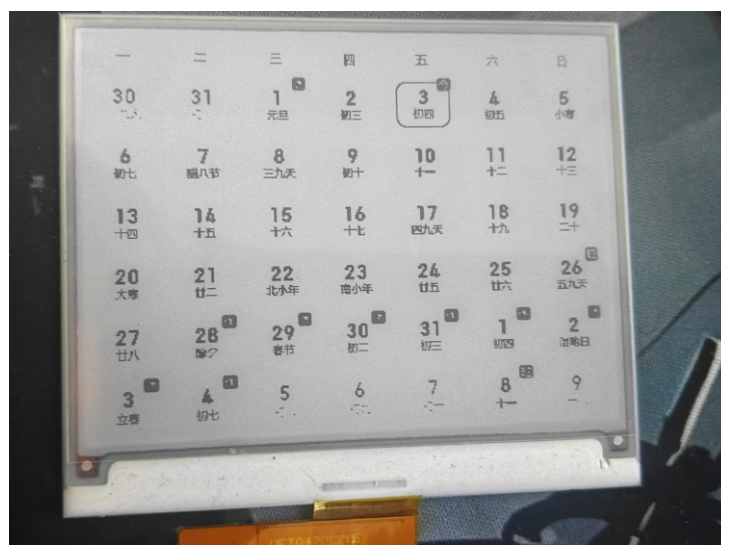 一 二 三 四 五 六 日
30 31 1 2 3 4 5
元旦 初三 初四 初五 小寒
6 7 8 9 10 11 12
初七 腊八节 三九天 初十 十一 十二 十三
13 14 15 16 17 18 19
十四 十五 十六 十七 四九天 十九 二十
20 21 22 23 24 25 26
大寒 廿二 北小年 南小年 廿五 廿六 五九天
27 28 29 30 31 1 2
廿八 除夕 春节 初二 初三 初四 湿地日
3 4 5 6 7 8 9
立春 初七 十一